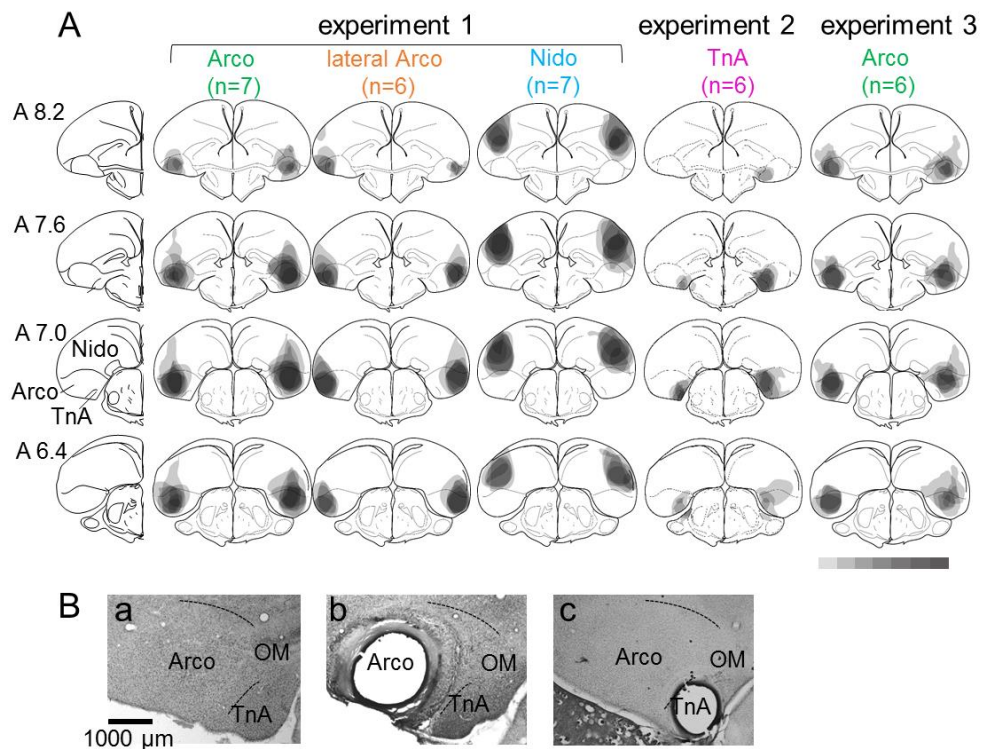 A
experiment 1 experiment 2 experiment 3
Arco lateral Arco Nido TnA Arco
(n=7) (n=6) (n=7) (n=6) (n=6)
A 8.2
A 7.6
A 7.0
Nido
Arco
TnA
A 6.4
B
a b c
Arco OM TnA
Arco OM TnA
Arco OM TnA
1000 µm